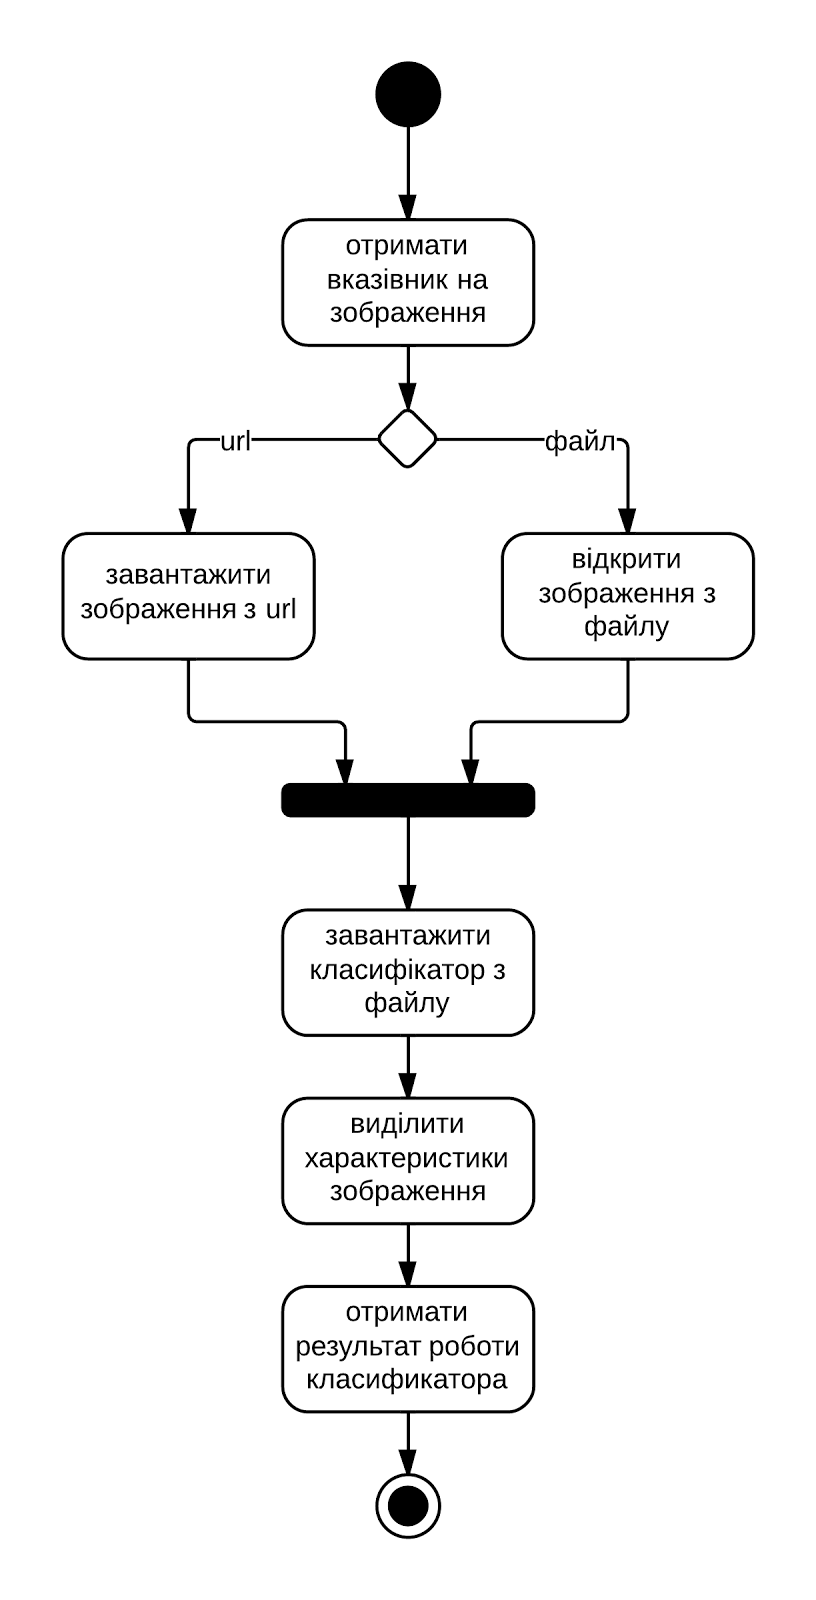 отримати
вказівник на
зображення
url
файл
завантажити
зображення з url
відкрити
зображення з
файлу
завантажити
класифікатор з
файлу
виділити
характеристики
зображення
отримати
результат роботи
класификатора